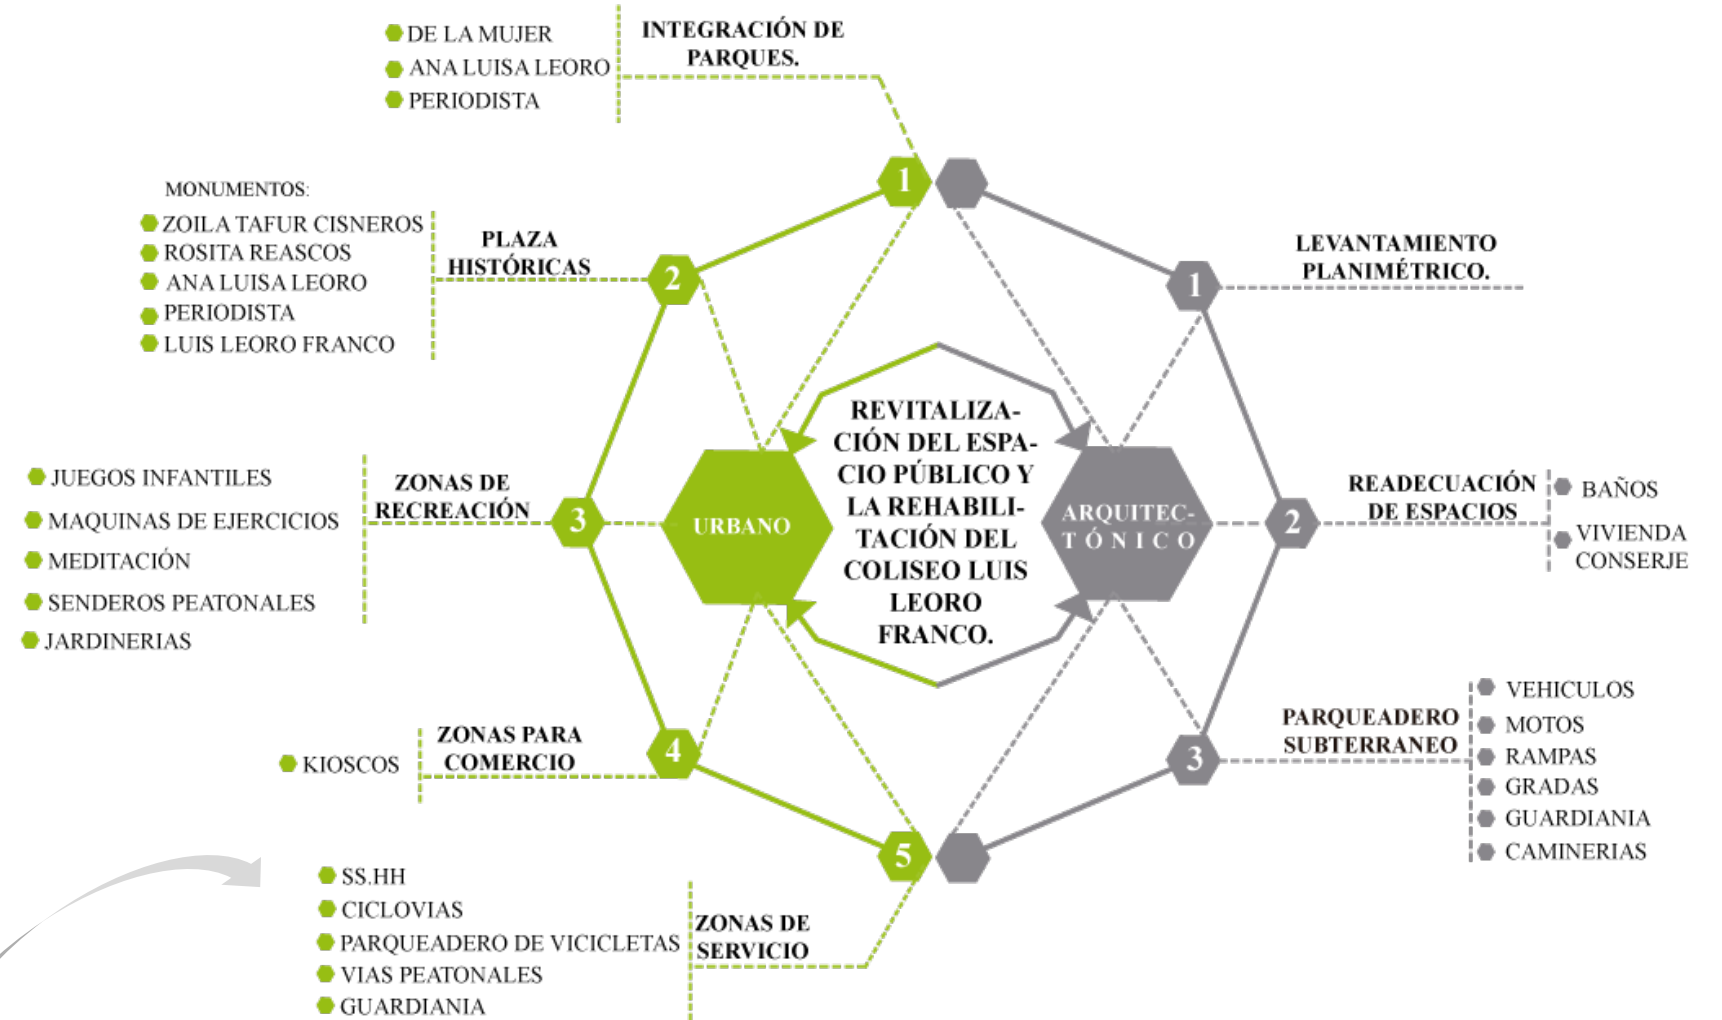 DE LA MUJER
ANA LUISA LEORO
PERIODISTA
INTEGRACIÓN DE
PARQUES.
1
MONUMENTOS:
ZOILA TAFUR CISNEROS
ROSITA REASCOS
ANA LUISA LEORO
PERIODISTA
LUIS LEORO FRANCO
PLAZA
HISTÓRICAS
2
JUEGOS INFANTILES
MAQUINAS DE EJERCICIOS
MEDITACIÓN
SENDEROS PEATONALES
JARDINERIAS
ZONAS DE
RECREACIÓN
3
KIOSCOS
ZONAS PARA
COMERCIO
4
SS.HH
CICLOVIAS
PARQUEADERO DE VICICLETAS
VIAS PEATONALES
GUARDIANIA
ZONAS DE
SERVICIO
5
URBANO
REVITALIZA-
CIÓN DEL ESPA-
CIO PÚBLICO Y
LA REHABILI-
TACIÓN DEL
COLISEO LUIS
LEORO
FRANCO.
ARQUITEC-
TÓNICO
1
LEVANTAMIENTO
PLANIMÉTRICO.
2
READECUACIÓN
DE ESPACIOS
BAÑOS
VIVIENDA
CONSERJE
3
PARQUEADERO
SUBTERRANEO
VEHICULOS
MOTOS
RAMPAS
GRADAS
GUARDIANIA
CAMINERIAS